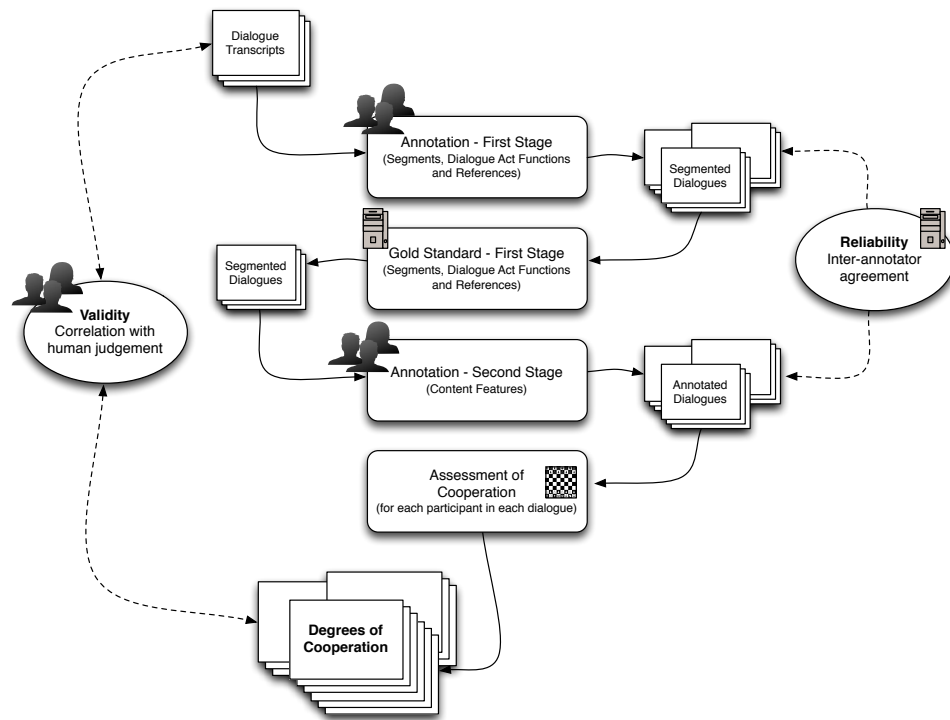 Dialogue
Transcripts
Annotation - First Stage
(Segments, Dialogue Act Functions
and References)
Segmented
Dialogues
Gold Standard - First Stage
(Segments, Dialogue Act Functions
and References)
Segmented
Dialogues
Reliability
Inter-annotator
agreement
Validity
Correlation with
human judgement
Annotation - Second Stage
(Content Features)
Annotated
Dialogues
Assessment of
Cooperation
(for each participant in each dialogue)
Degrees of
Cooperation